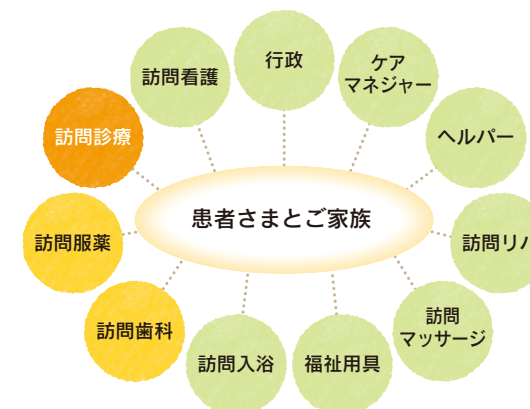 行政
訪問看護
ケア
マネジャー
訪問診療
ヘルパー
患者さまとご家族
訪問服薬
訪問リハ
訪問歯科
訪問
マッサージ
訪問入浴
福祉用具